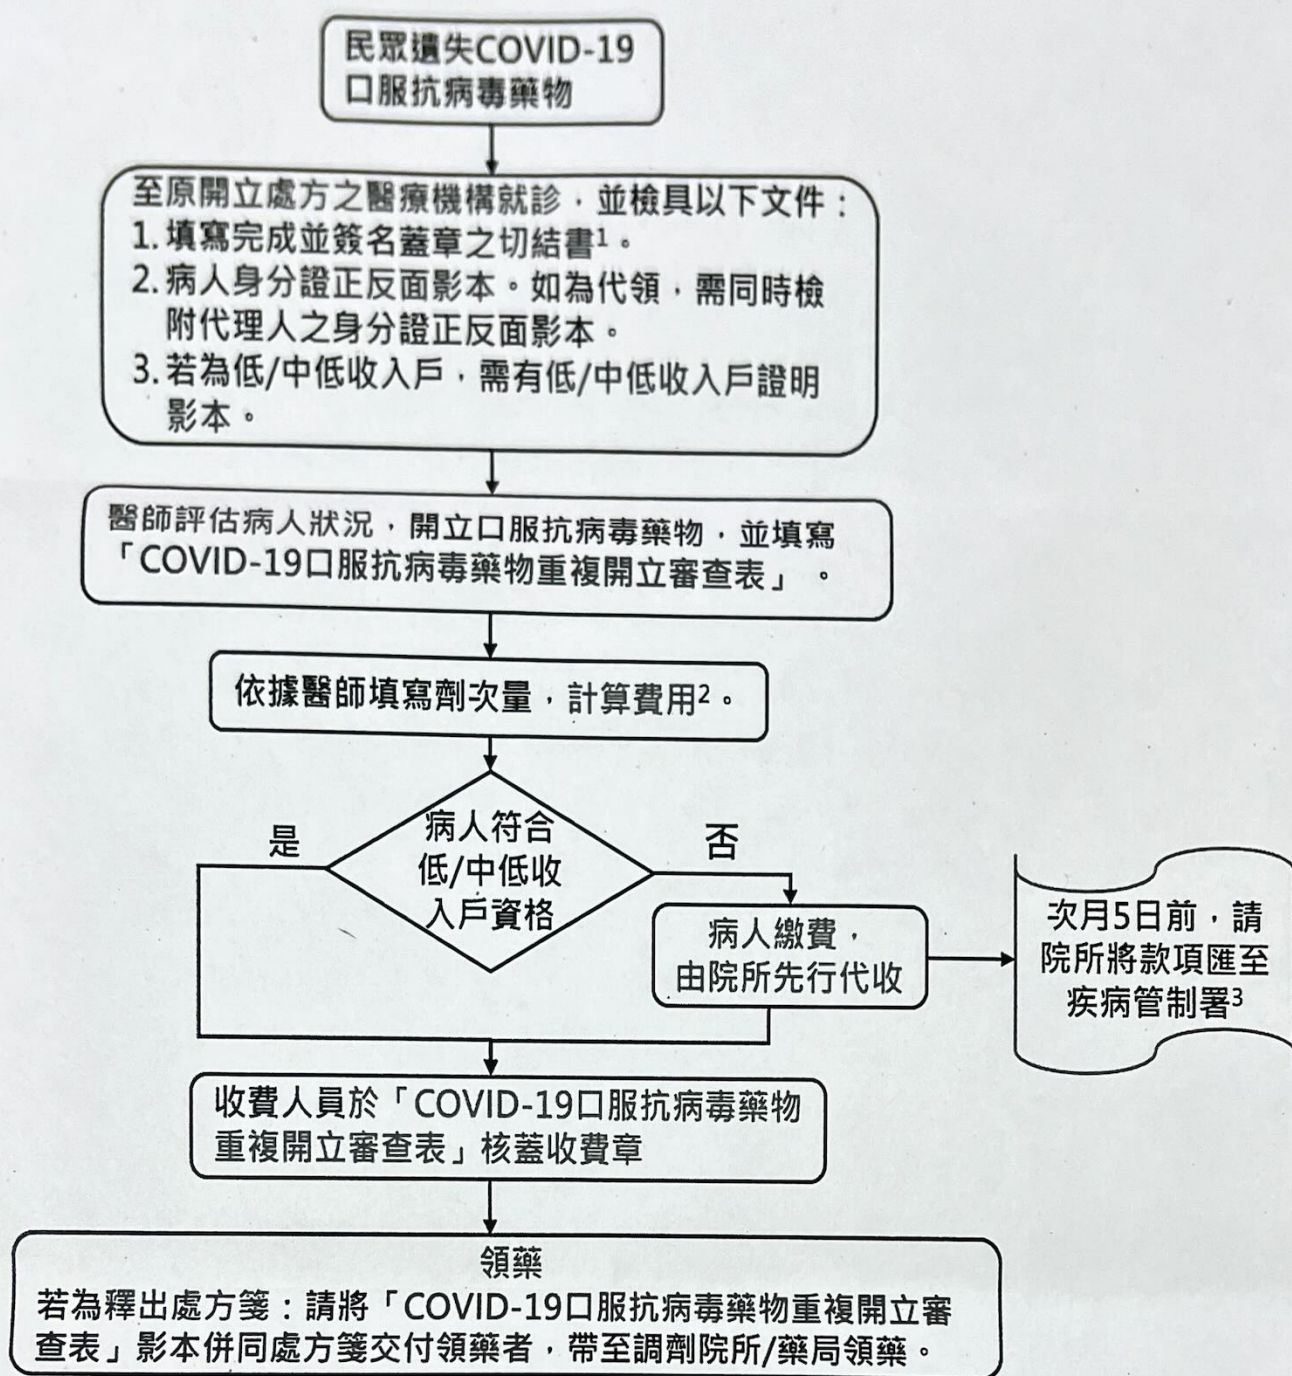 民眾遺失COVID-19
口服抗病毒藥物
至原開立處方之醫療機構就診，並檢具以下文件：
1. 填寫完成並簽名蓋章之切結書1。
2. 病人身分證正反面影本。如為代領，需同時檢
附代理人之身分證正反面影本。
3. 若為低/中低收入戶，需有低/中低收入戶證明
影本。
醫師評估病人狀況，開立口服抗病毒藥物，並填寫
「COVID-19口服抗病毒藥物重複開立審查表」。
依據醫師填寫劑次量，計算費用2。
病人符合
低/中低收
入戶資格
是
否
病人繳費，
由院所先行代收
次月5日前，請
院所將款項匯至
疾病管制署3
收費人員於「COVID-19口服抗病毒藥物
重複開立審查表」核蓋收費章
領藥
若為釋出處方箋：請將「COVID-19口服抗病毒藥物重複開立審
查表」影本併同處方箋交付領藥者，帶至調劑院所/藥局領藥。